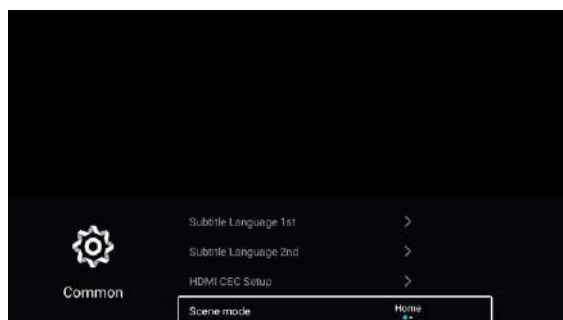 Subtitle Language 1st
Subtitle Language 2nd
HDMI CEC Setup
Common
Scene mode Home